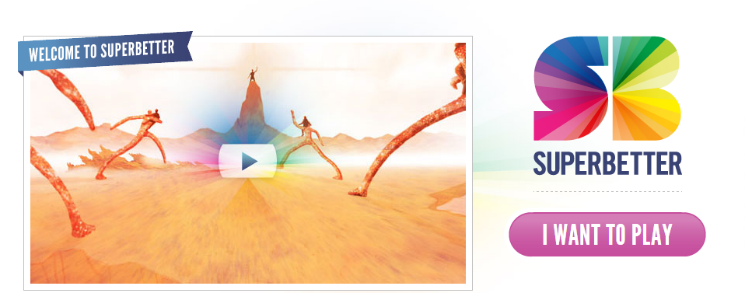 WELCOME TO SUPERBETTER
SB
SUPERBETTER
I WANT TO PLAY